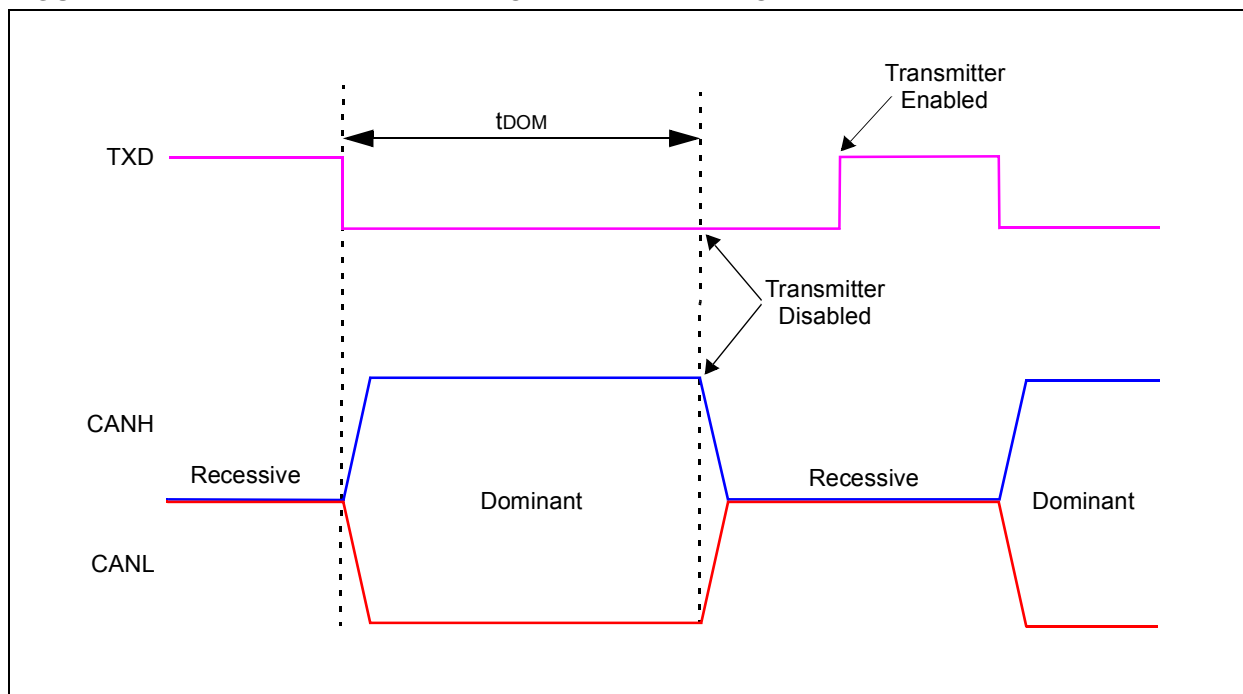 Transmitter
Enabled
tDOM
TXD
Transmitter
Disabled
CANH
Recessive
Recessive
Dominant
Dominant
CANL